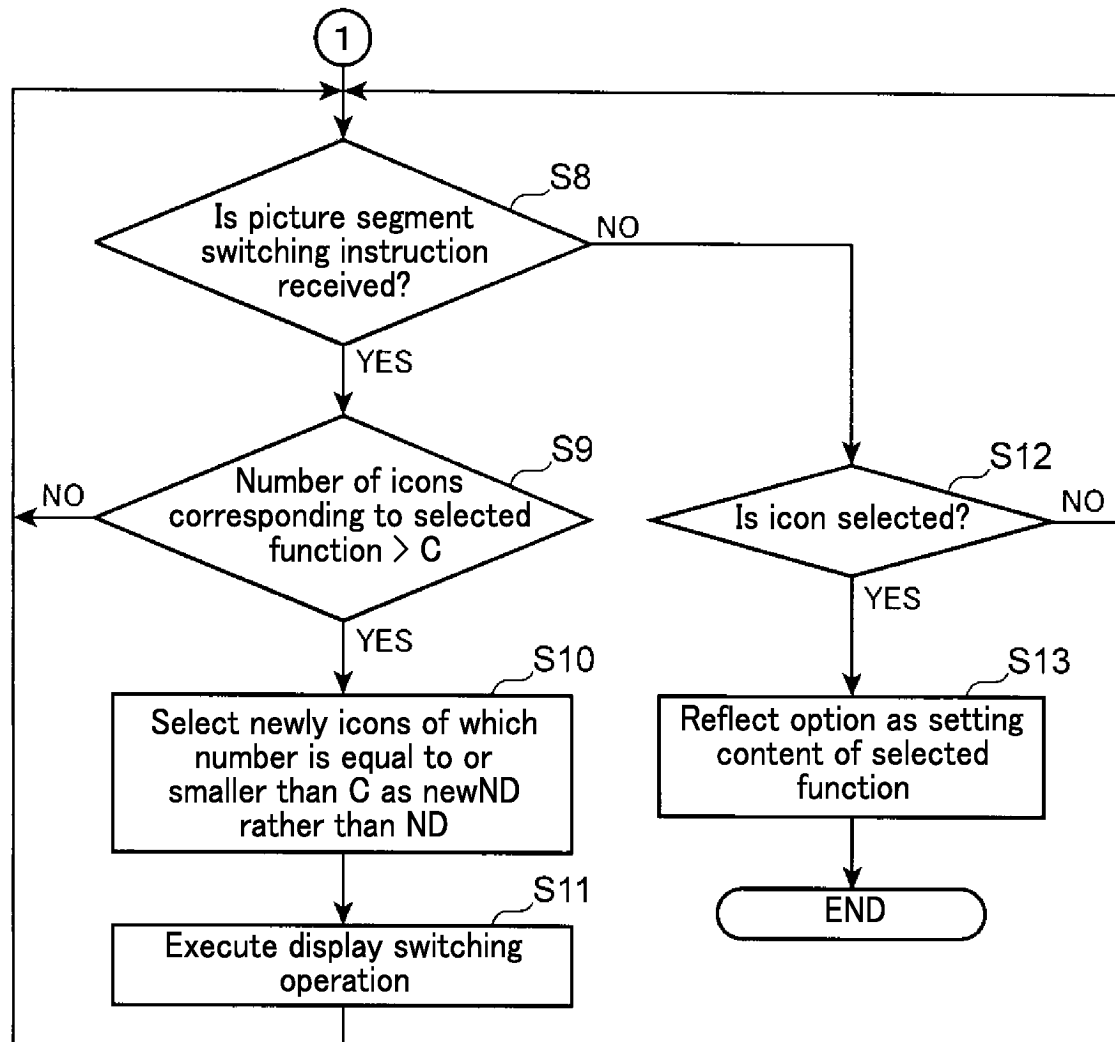 1
S8
Is picture segment
switching instruction
received?
NO
YES
S9
Number of icons
corresponding to selected
function > C
NO
YES
S12
Is icon selected?
NO
YES
S10
Select newly icons of which
number is equal to or
smaller than C as newND
rather than ND
S13
Reflect option as setting
content of selected
function
S11
Execute display switching
operation
END